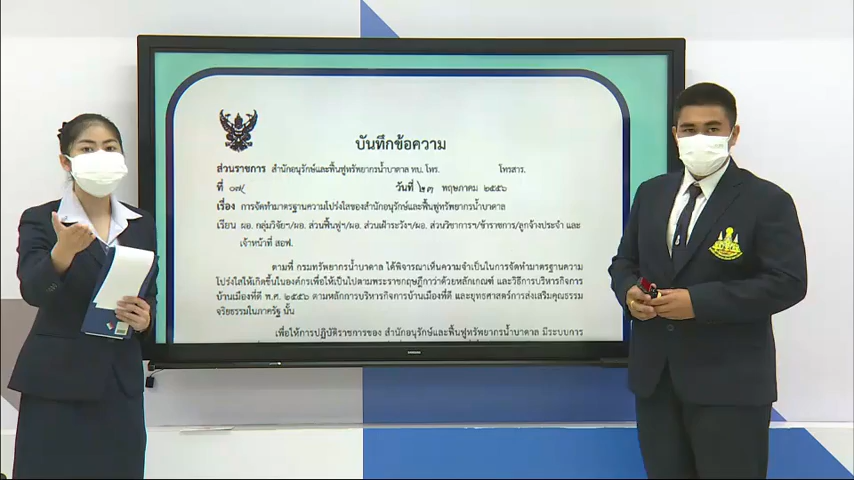 บันทึกข้อความ
ส่วนราชการ สำนักอนุรักษ์และฟื้นฟูทรัพยากรน้ำบาดาล ทบ. โทร. โทรสาร.
ที่ ๐๗/ วันที่ ๒๓ พฤษภาคม ๒๕๕๖
เรื่อง การจัดทำมาตรฐานความโปร่งใสของสำนักอนุรักษ์และฟื้นฟูทรัพยากรน้ำบาดาล
เรียน ผอ. กลุ่มวิจัยฯ/ผอ. ส่วนฟื้นฟูฯ/ผอ. ส่วนเฝ้าระวังฯ/ผอ. ส่วนวิชาการฯ/ข้าราชการ/ลูกจ้างประจำ และ
เจ้าหน้าที่ สอฟ.
ตามที่ กรมทรัพยากรน้ำบาดาล ได้พิจารณาเห็นความจำเป็นในการจัดทำมาตรฐานความ
โปร่งใสให้เกิดขึ้นในองค์กรเพื่อให้เป็นไปตามพระราชกฤษฎีกาว่าด้วยหลักเกณฑ์ และวิธีการบริหารกิจการ
บ้านเมืองที่ดี พ.ศ. ๒๕๔๖ ตามหลักการบริหารกิจการบ้านเมืองที่ดี และยุทธศาสตร์การส่งเสริมคุณธรรม
จริยธรรมในภาครัฐ นั้น
เพื่อให้การปฏิบัติราชการของ สำนักอนุรักษ์และฟื้นฟูทรัพยากรน้ำบาดาล มีระบบการ
SAMSUNG